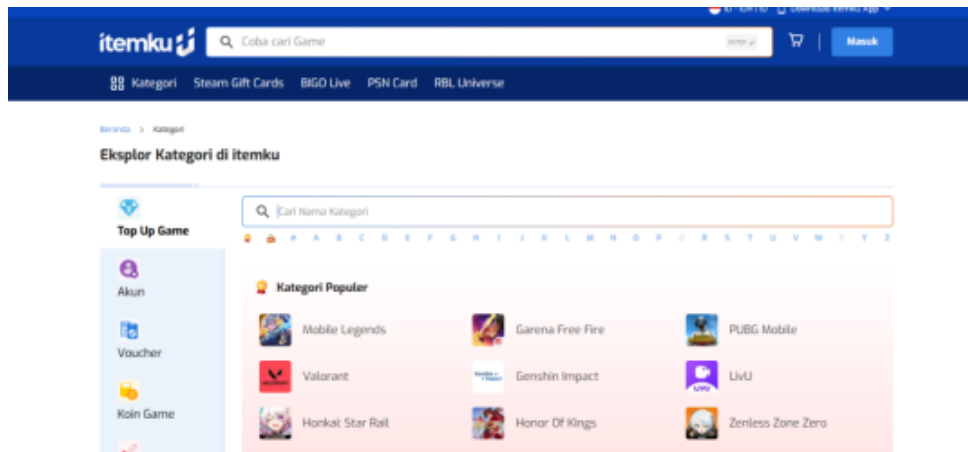 itemku
Coba cari Game
Masuk
Kategori Steam Gift Cards BIGO Live PSN Card RBL Universe
Beranda > Kategori
Eksplor Kategori di itemku
Top Up Game
Cari Nama Kategori
# A B C D E F G H I J K L M N O P Q R S T U V W X Y Z
Akun
Kategori Populer
Mobile Legends Garena Free Fire PUBG Mobile
Voucher
Valorant Genshin Impact LivU
Koin Game
Honkai: Star Rail Honor Of Kings Zenless Zone Zero